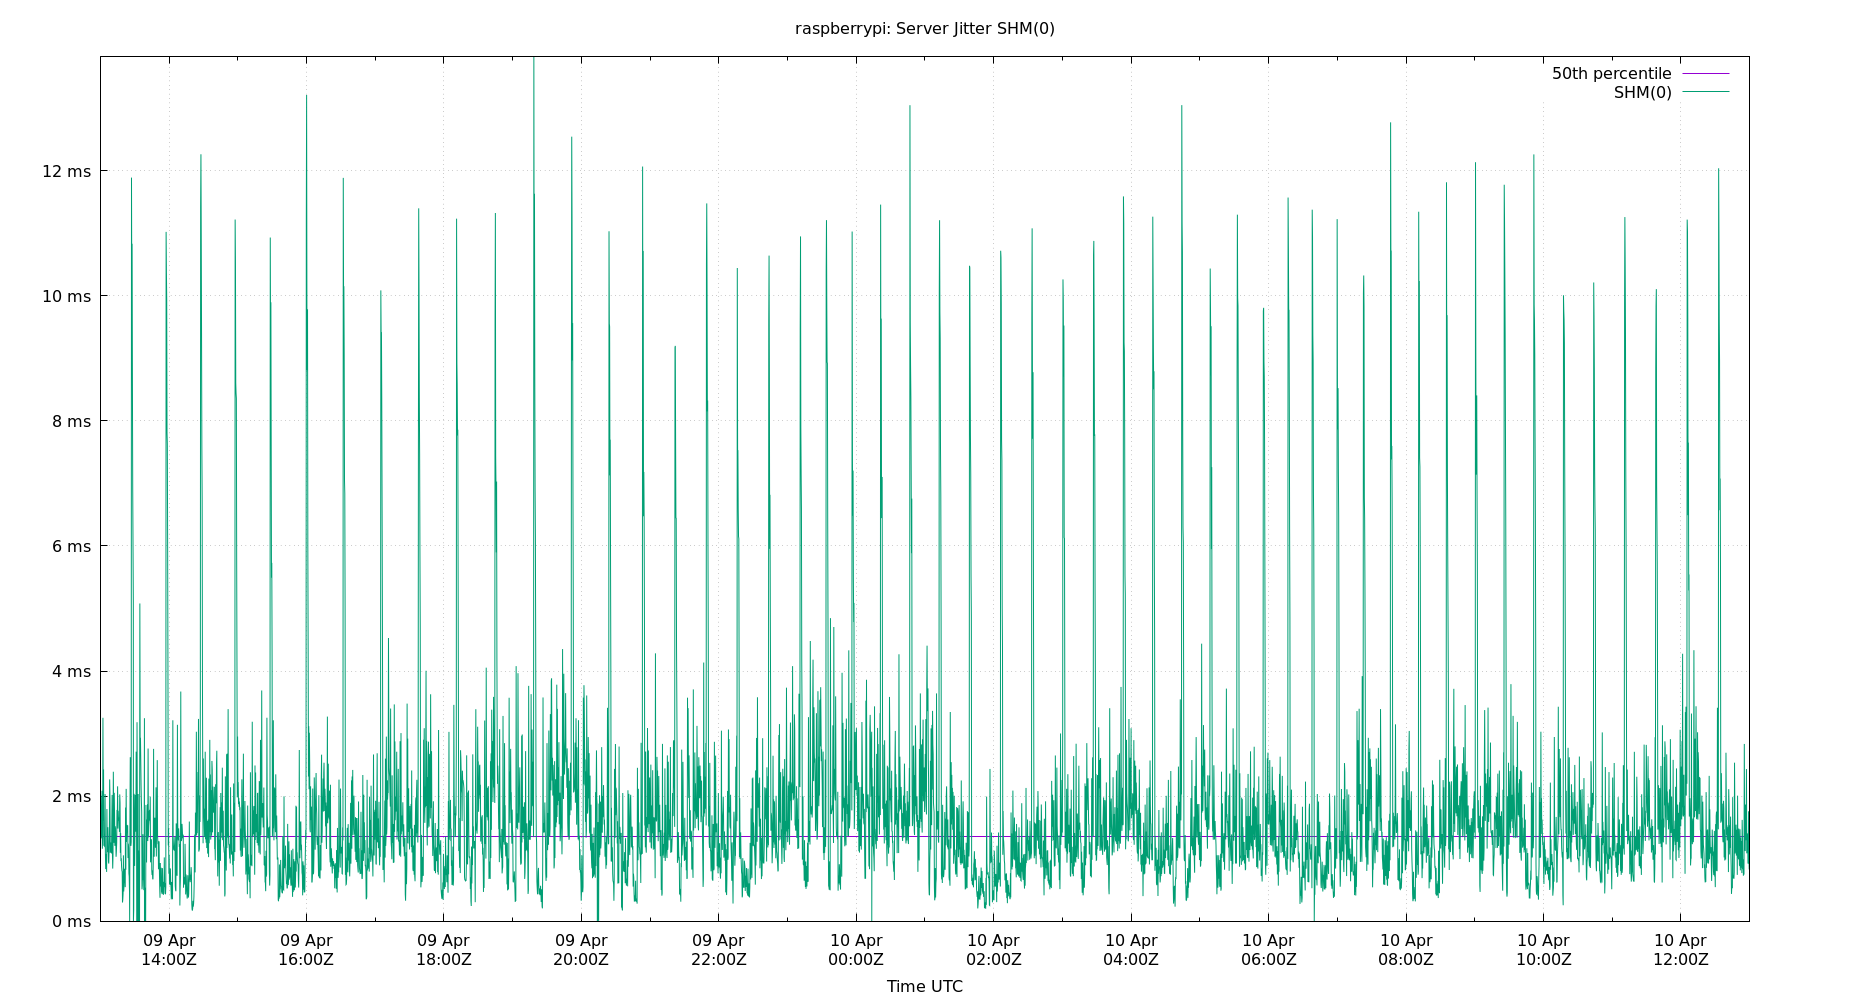 raspberrypi: Server Jitter SHM(0)
50th percentile
SHM(0)
12 ms
10 ms
8 ms
6 ms
4 ms
2 ms
0 ms
09 Apr 09 Apr 09 Apr 09 Apr 09 Apr 10 Apr 10 Apr 10 Apr 10 Apr 10 Apr 10 Apr 10 Apr
14:00Z 16:00Z 18:00Z 20:00Z 22:00Z 00:00Z 02:00Z 04:00Z 06:00Z 08:00Z 10:00Z 12:00Z
Time UTC